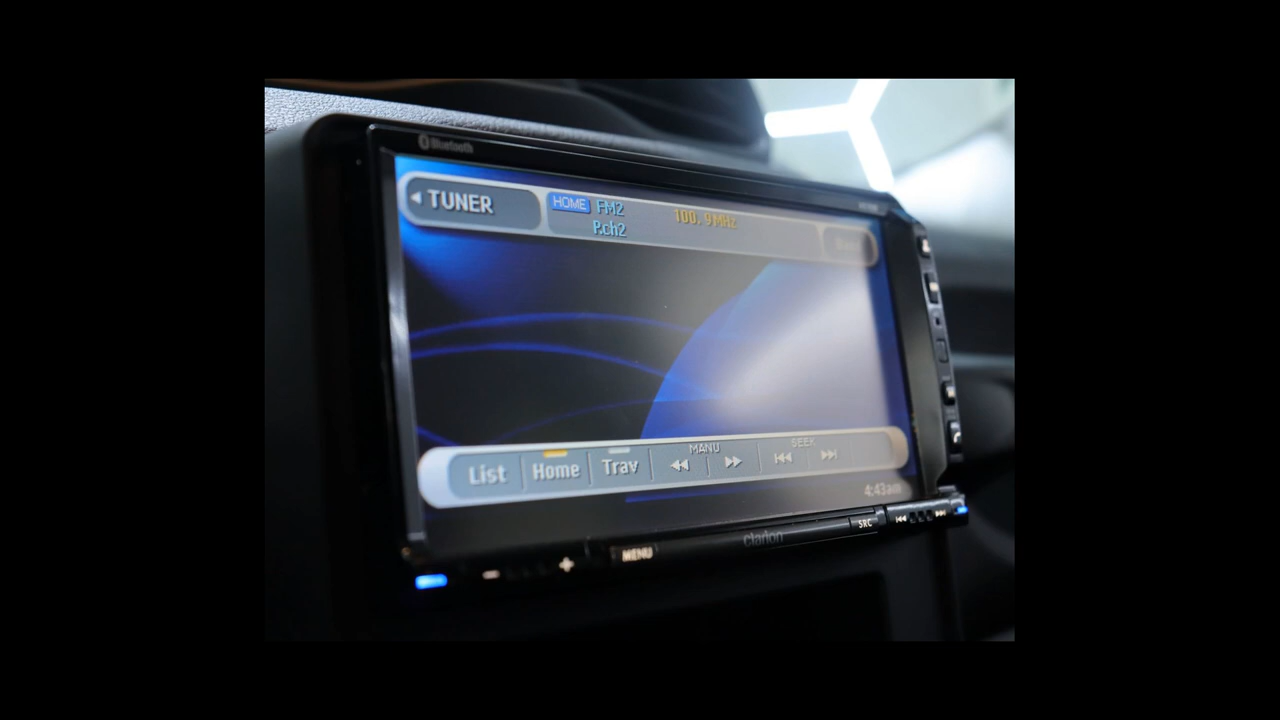 Bluetooth
TUNER
HOME FM2 100.9MHz
P.ch2
MANU SEEK
List Home Trav
4:43am
SRC
clarion
MENU